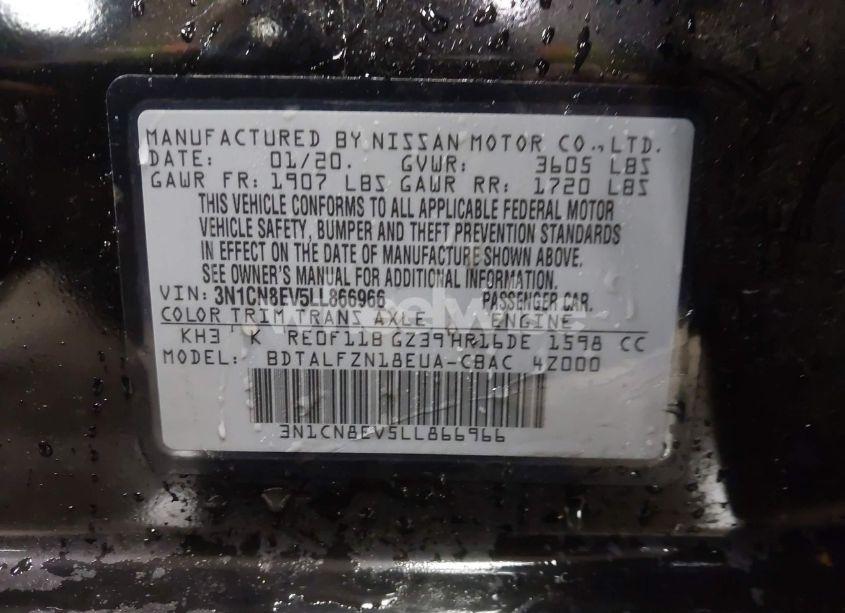 MANUFACTURED BY NISSAN MOTOR CO.,LTD.
DATE: 01/20. GVWR: 3605 LBS
GAWR FR: 1907 LBS GAWR RR: 1720 LBS
THIS VEHICLE CONFORMS TO ALL APPLICABLE FEDERAL MOTOR
VEHICLE SAFETY, BUMPER AND THEFT PREVENTION STANDARDS
IN EFFECT ON THE DATE OF MANUFACTURE SHOWN ABOVE.
SEE OWNER'S MANUAL FOR ADDITIONAL INFORMATION.
VIN: 3N1CN8EV5LL866966 PASSENGER CAR.
COLOR TRIM TRANS AXLE ENGINE
KH3 K RE0F11B GZ39 HR16DE 1598 CC
MODEL: BDTALFZN18EUA-CBAC 4Z000
3N1CN8EV5LL866966